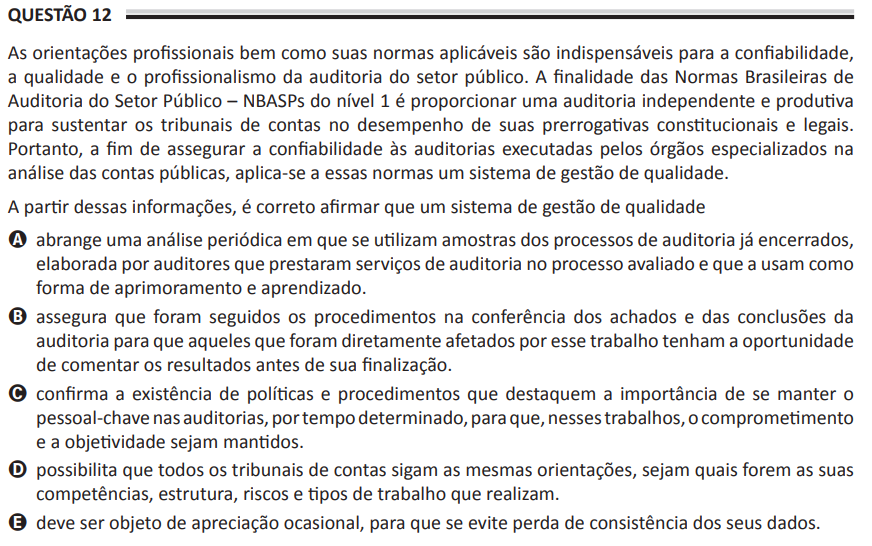 QUESTÃO 12
As orientações profissionais bem como suas normas aplicáveis são indispensáveis para a confiabilidade,
a qualidade e o profissionalismo da auditoria do setor público. A finalidade das Normas Brasileiras de
Auditoria do Setor Público – NBASPs do nível 1 é proporcionar uma auditoria independente e produtiva
para sustentar os tribunais de contas no desempenho de suas prerrogativas constitucionais e legais.
Portanto, a fim de assegurar a confiabilidade às auditorias executadas pelos órgãos especializados na
análise das contas públicas, aplica-se a essas normas um sistema de gestão de qualidade.
A partir dessas informações, é correto afirmar que um sistema de gestão de qualidade
A abrange uma análise periódica em que se utilizam amostras dos processos de auditoria já encerrados,
elaborada por auditores que prestaram serviços de auditoria no processo avaliado e que a usam como
forma de aprimoramento e aprendizado.
B assegura que foram seguidos os procedimentos na conferência dos achados e das conclusões da
auditoria para que aqueles que foram diretamente afetados por esse trabalho tenham a oportunidade
de comentar os resultados antes de sua finalização.
C confirma a existência de políticas e procedimentos que destaquem a importância de se manter o
pessoal-chave nas auditorias, por tempo determinado, para que, nesses trabalhos, o comprometimento
e a objetividade sejam mantidos.
D possibilita que todos os tribunais de contas sigam as mesmas orientações, sejam quais forem as suas
competências, estrutura, riscos e tipos de trabalho que realizam.
E deve ser objeto de apreciação ocasional, para que se evite perda de consistência dos seus dados.